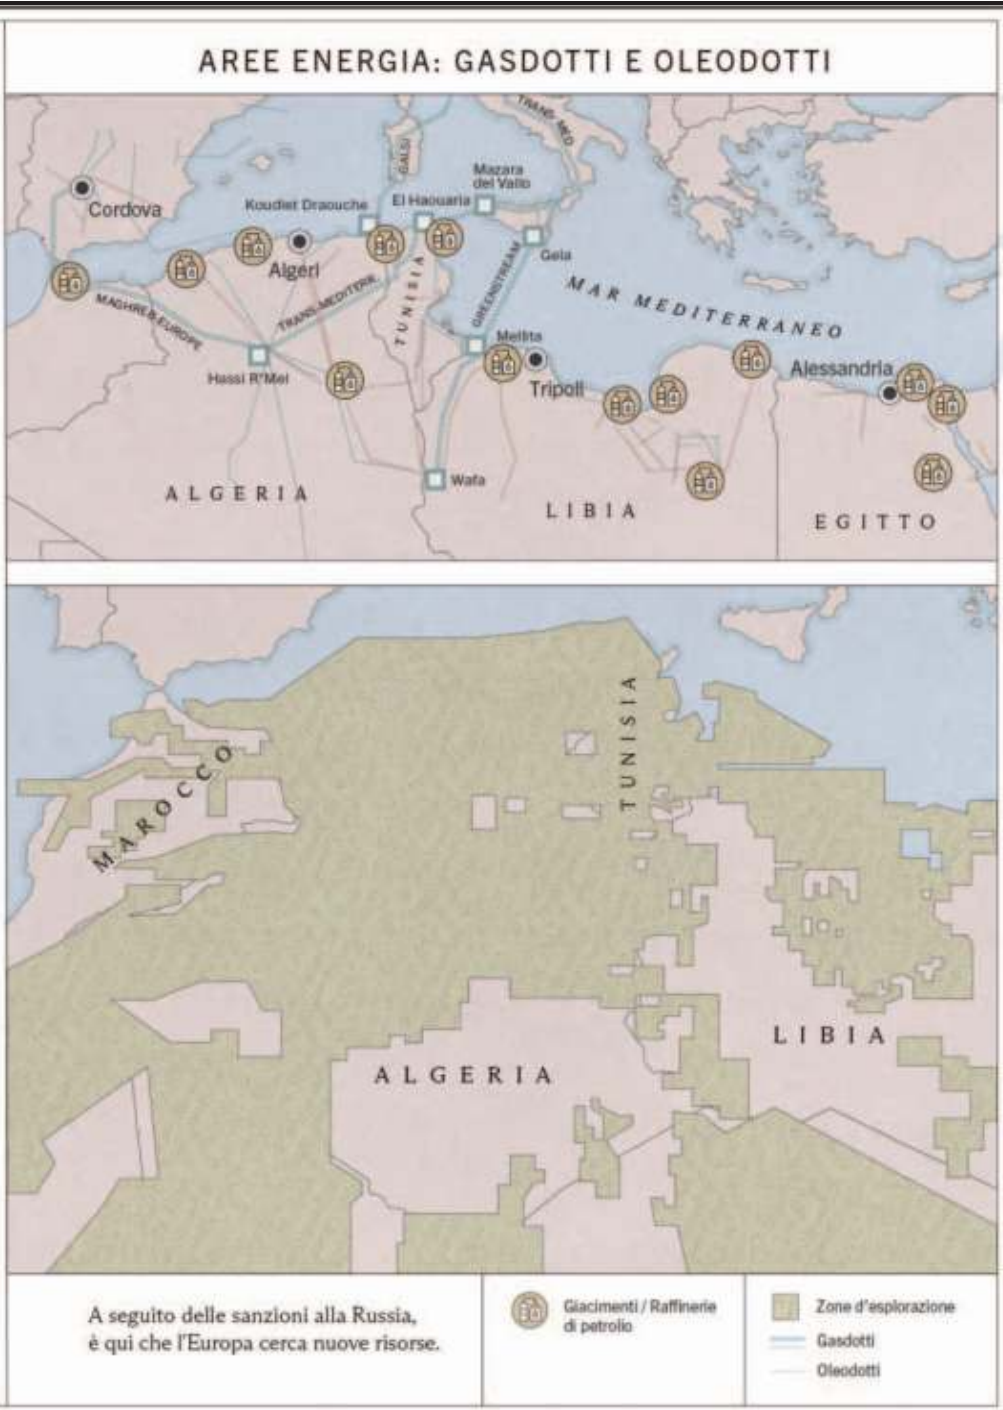 AREE ENERGIA: GASDOTTI E OLEODOTTI
TRANS-MED
GALSI
Mazara
del Vallo
Cordova
Koudiet Draouche
El Haouaria
Algeri
Gela
GREENSTREAM
MAR MEDITERRANEO
MAGHREB-EUROPE
TRANS-MEDITERR
TUNISIA
Mellita
Hassi R'Mel
Tripoli
Alessandria
Wafa
ALGERIA
LIBIA
EGITTO
TUNISIA
MAROCCO
LIBIA
ALGERIA
A seguito delle sanzioni alla Russia,
è qui che l'Europa cerca nuove risorse.
Giacimenti / Raffinerie
di petrolio
Zone d'esplorazione
Gasdotti
Oleodotti